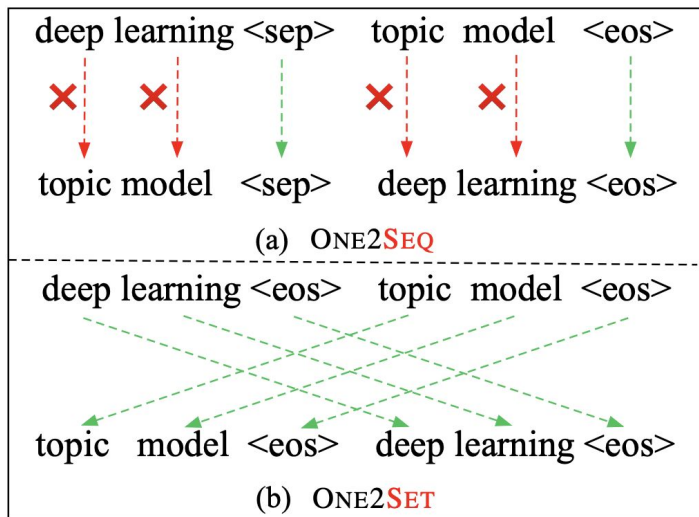 deep learning <sep> topic model <eos>
topic model <sep> deep learning <eos>
(a) ONE2SEQ
deep learning <eos> topic model <eos>
topic model <eos> deep learning <eos>
(b) ONE2SET